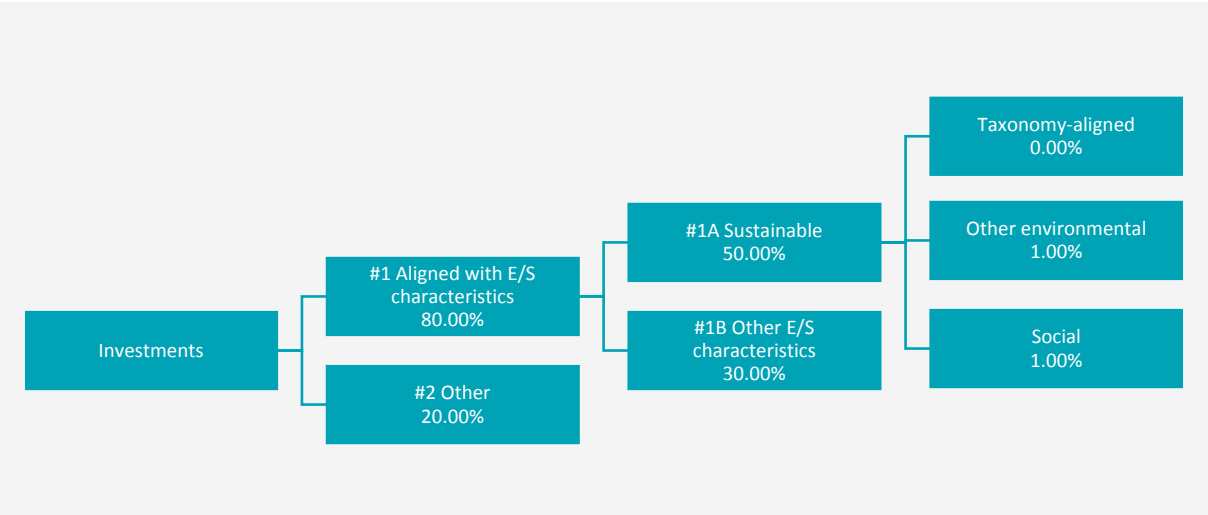 Investments
#1 Aligned with E/S
characteristics
80.00%
#2 Other
20.00%
#1A Sustainable
50.00%
#1B Other E/S
characteristics
30.00%
Taxonomy-aligned
0.00%
Other environmental
1.00%
Social
1.00%